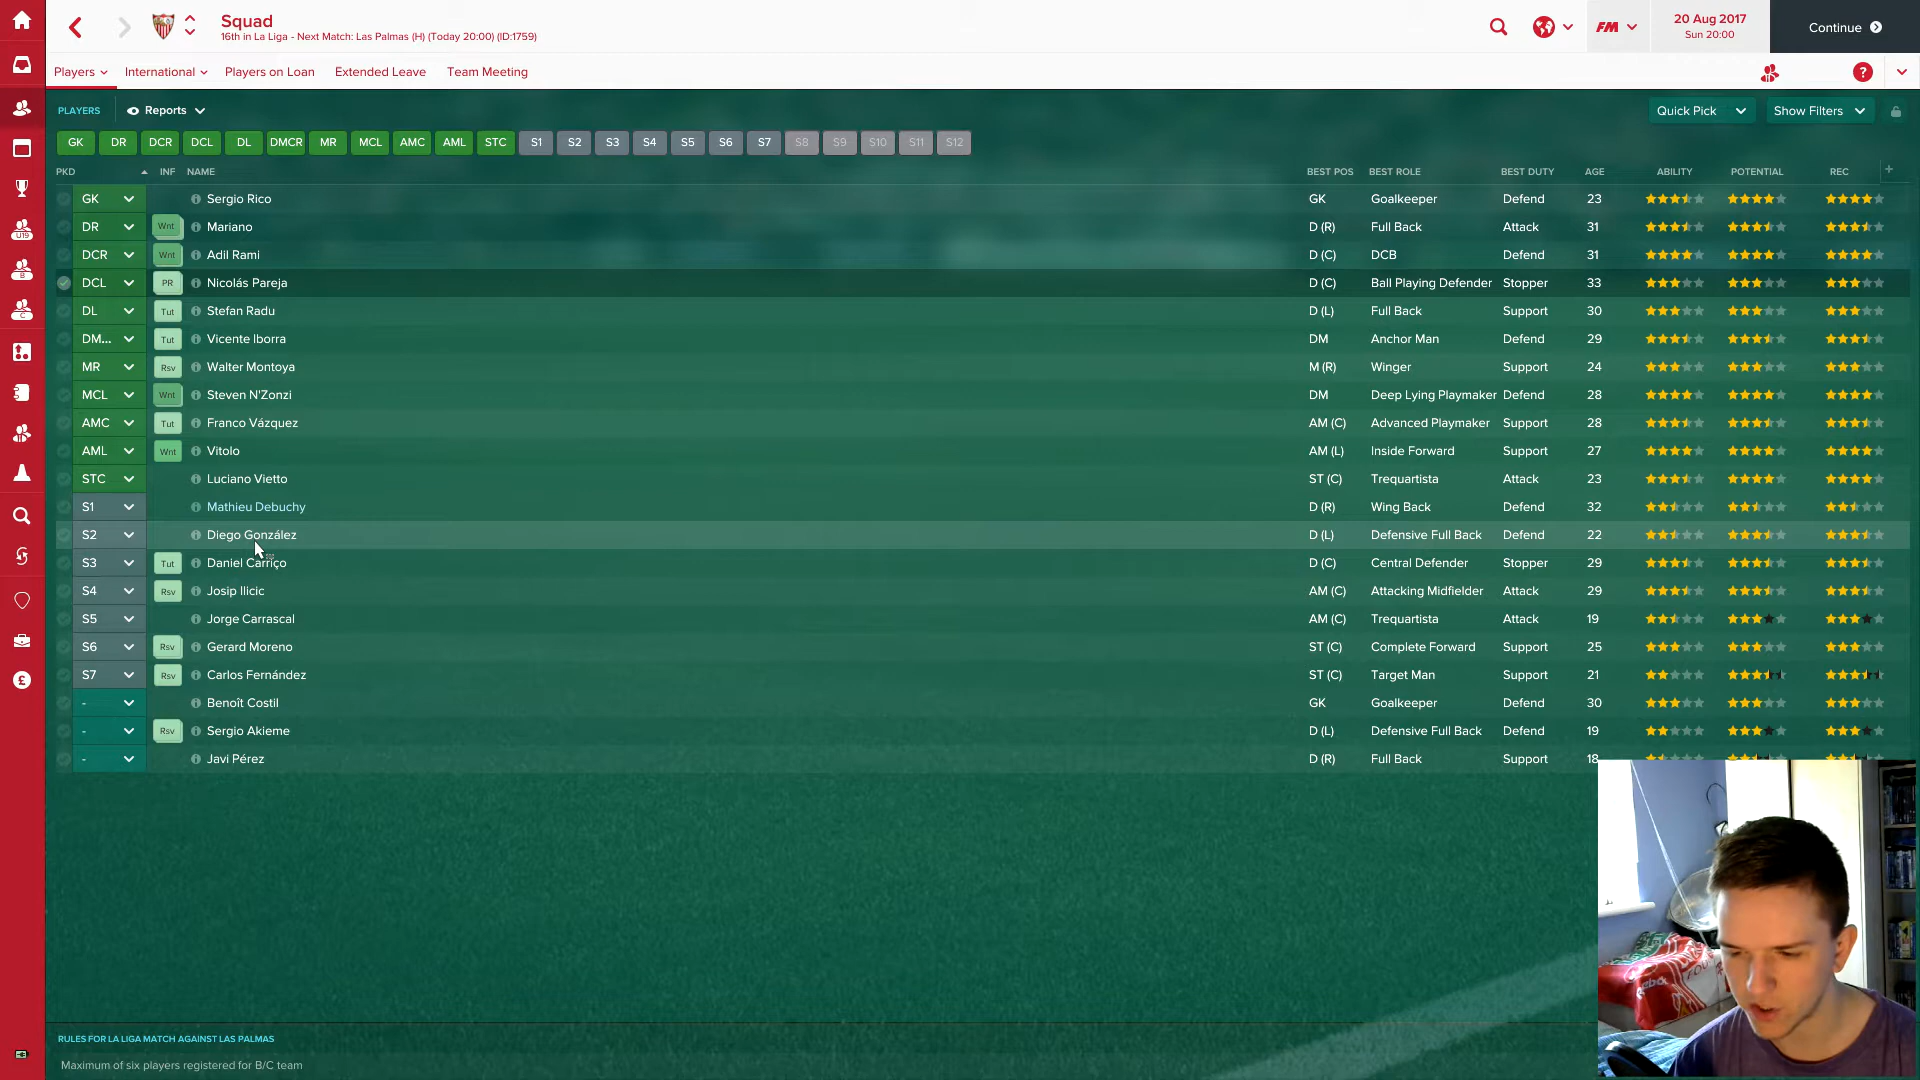 Squad
16th in La Liga - Next Match: Las Palmas (H) (Today 20:00) (ID:1759)
FM
20 Aug 2017
Sun 20:00
Continue
Players International Players on Loan Extended Leave Team Meeting
?
PLAYERS Reports Quick Pick Show Filters
GK DR DCR DCL DL DMCR MR MCL AMC AML STC S1 S2 S3 S4 S5 S6 S7 S8 S9 S10 S11 S12
PKD INF NAME BEST POS BEST ROLE BEST DUTY AGE ABILITY POTENTIAL REC +
GK Sergio Rico GK Goalkeeper Defend 23
DR Wnt Mariano D (R) Full Back Attack 31
DCR Wnt Adil Rami D (C) DCB Defend 31
DCL PR Nicolás Pareja D (C) Ball Playing Defender Stopper 33
DL Tut Stefan Radu D (L) Full Back Support 30
DM... Tut Vicente Iborra DM Anchor Man Defend 29
MR Rsv Walter Montoya M (R) Winger Support 24
MCL Wnt Steven N'Zonzi DM Deep Lying Playmaker Defend 28
AMC Tut Franco Vázquez AM (C) Advanced Playmaker Support 28
AML Wnt Vitolo AM (L) Inside Forward Support 27
STC Luciano Vietto ST (C) Trequartista Attack 23
S1 Mathieu Debuchy D (R) Wing Back Defend 32
S2 Diego González D (L) Defensive Full Back Defend 22
S3 Tut Daniel Carriço D (C) Central Defender Stopper 29
S4 Rsv Josip Ilicic AM (C) Attacking Midfielder Attack 29
S5 Jorge Carrascal AM (C) Trequartista Attack 19
S6 Rsv Gerard Moreno ST (C) Complete Forward Support 25
S7 Rsv Carlos Fernández ST (C) Target Man Support 21
- Benoît Costil GK Goalkeeper Defend 30
- Rsv Sergio Akieme D (L) Defensive Full Back Defend 19
- Javi Pérez D (R) Full Back Support 18
RULES FOR LA LIGA MATCH AGAINST LAS PALMAS
Maximum of six players registered for B/C team